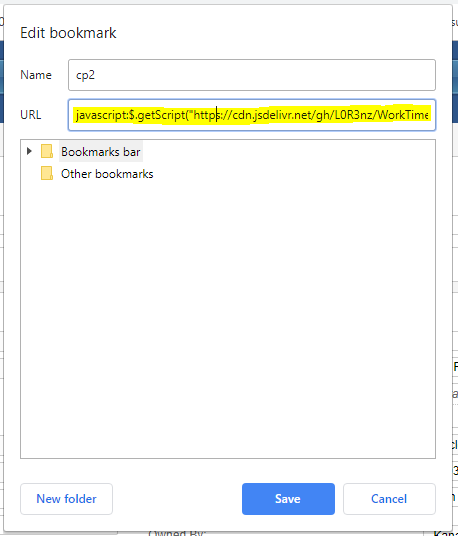 Edit bookmark
Name cp2
URL javascript:$.getScript("https://cdn.jsdelivr.net/gh/L0R3nz/WorkTime
Bookmarks bar
Other bookmarks
New folder Save Cancel
Owned By: